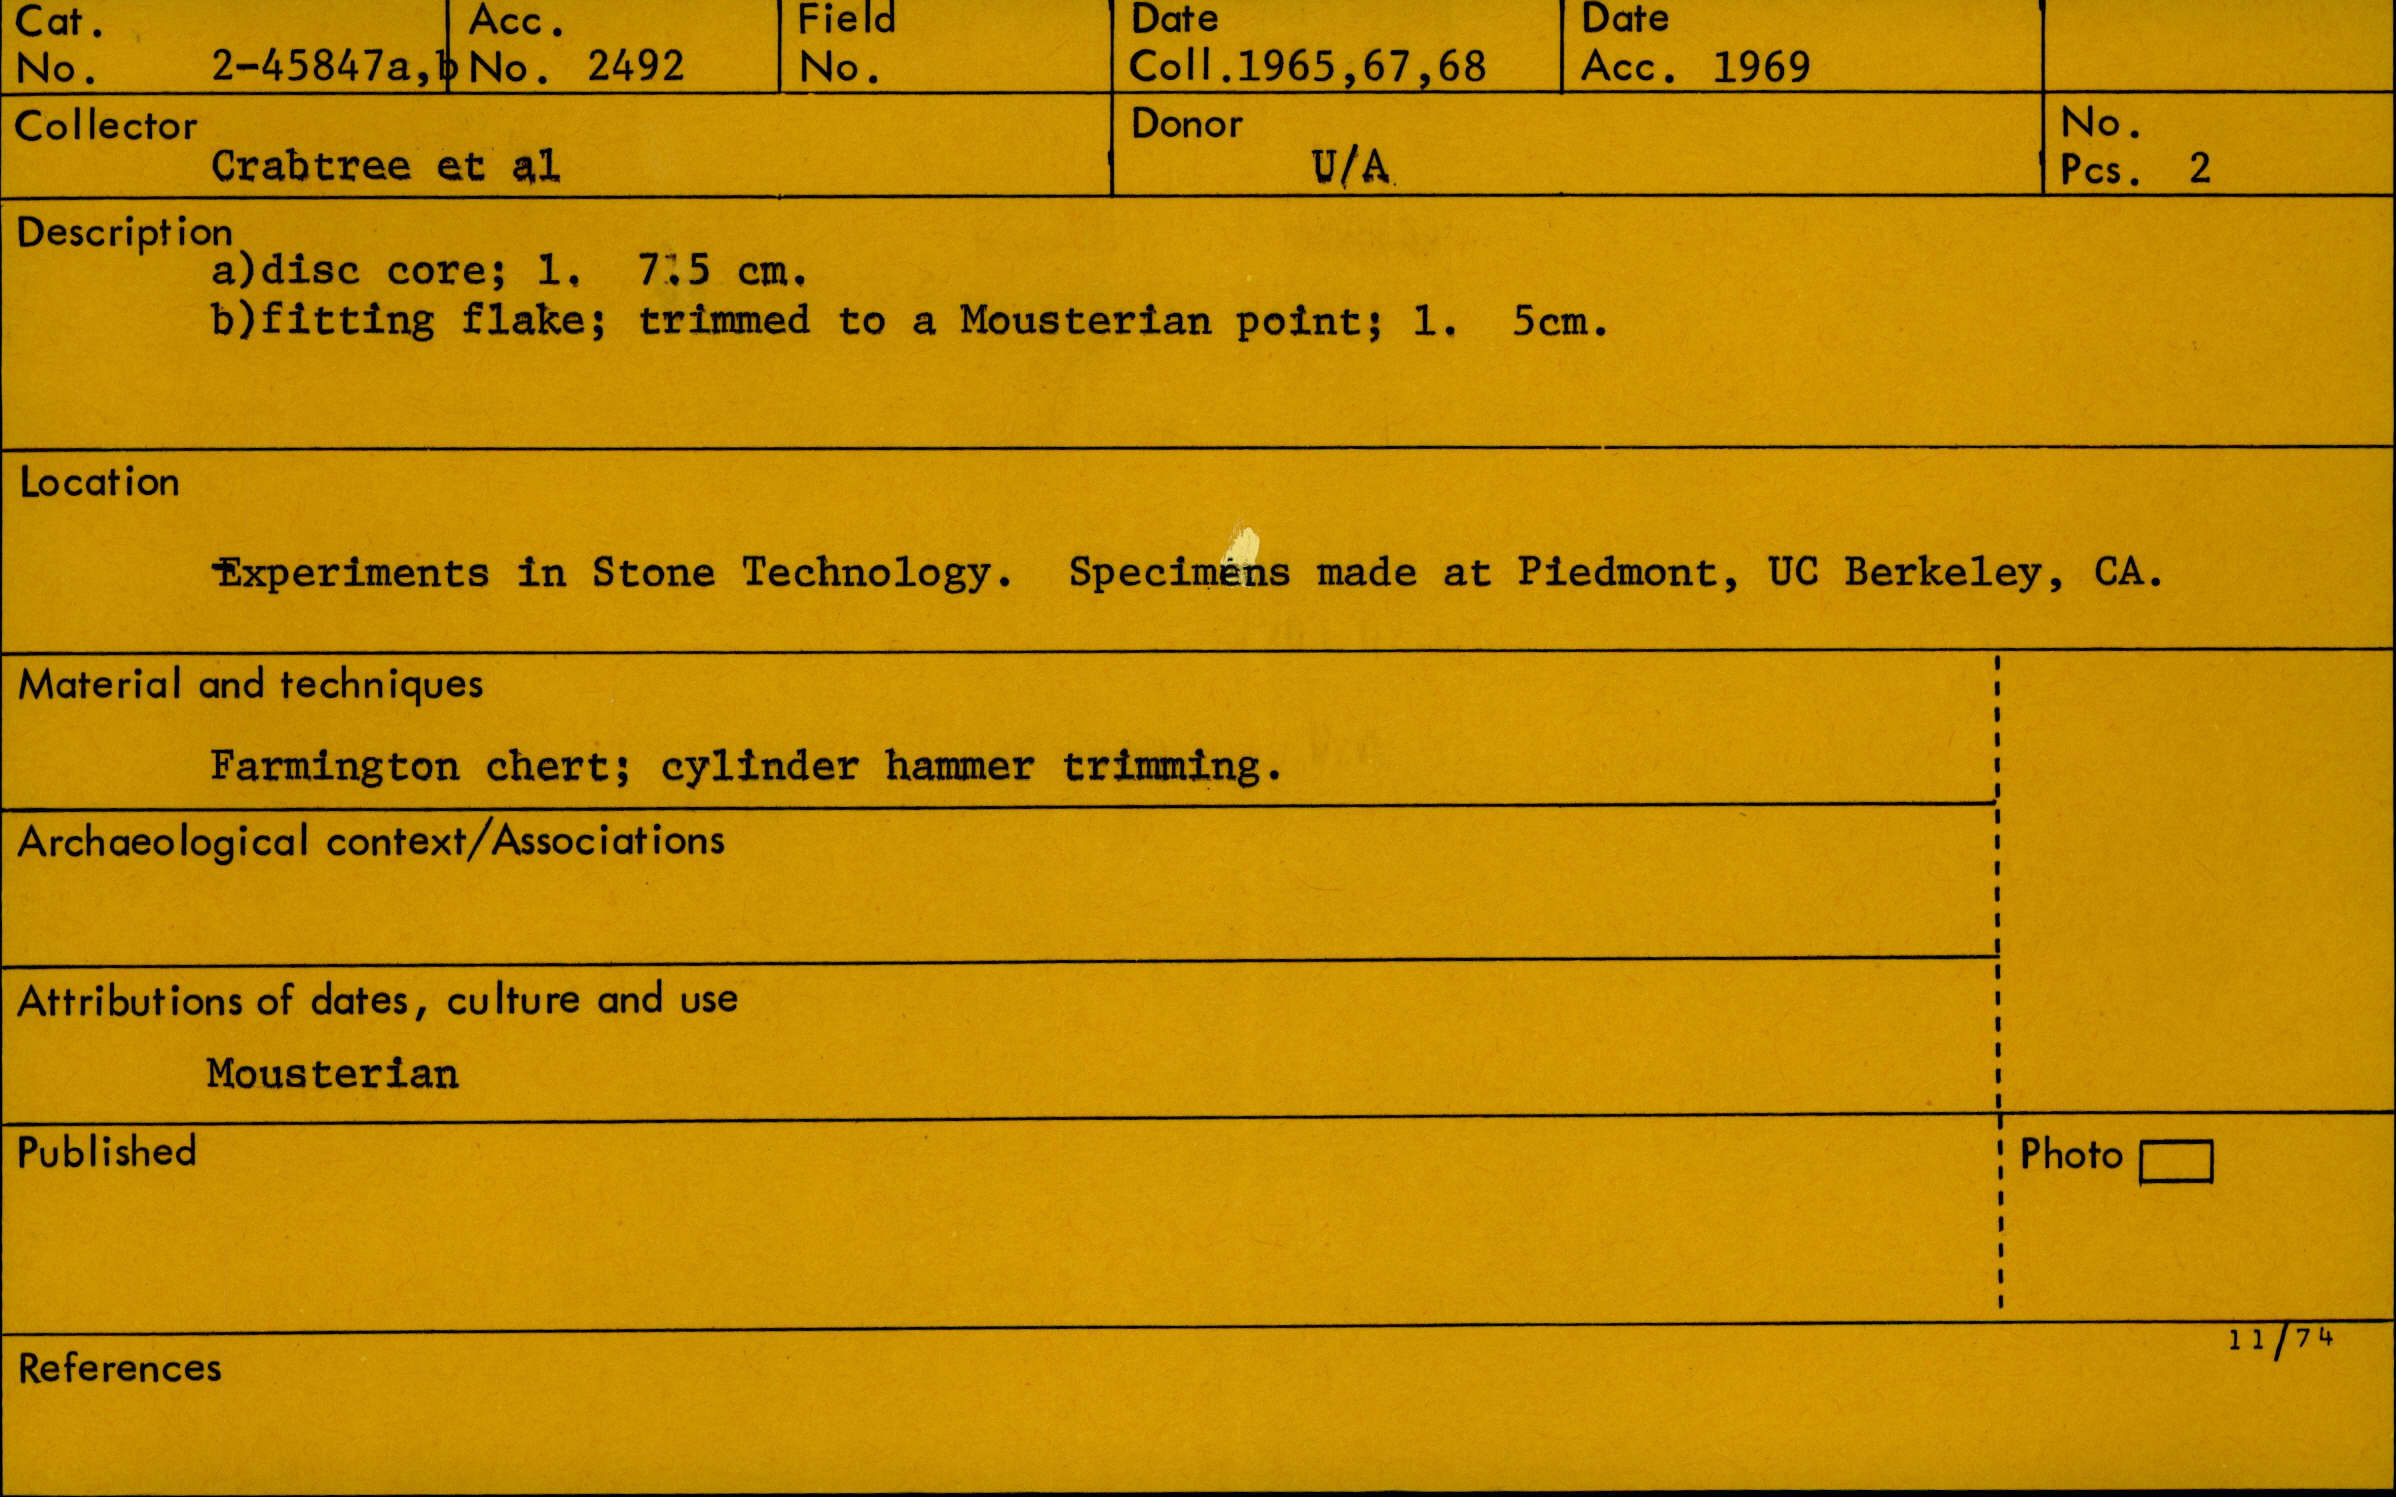 Cat. No. 2-45847a,b
Acc. No. 2492
Field No.
Date Coll. 1965,67,68
Date Acc. 1969
Collector
Crabtree et al
Donor
U/A
No. Pcs. 2
Description
a)disc core; l. 7.5 cm.
b)fitting flake; trimmed to a Mousterian point; l. 5cm.
Location
Experiments in Stone Technology. Specimens made at Piedmont, UC Berkeley, CA.
Material and techniques
Farmington chert; cylinder hammer trimming.
Archaeological context/Associations
Attributions of dates, culture and use
Mousterian
Published
Photo
11/74
References